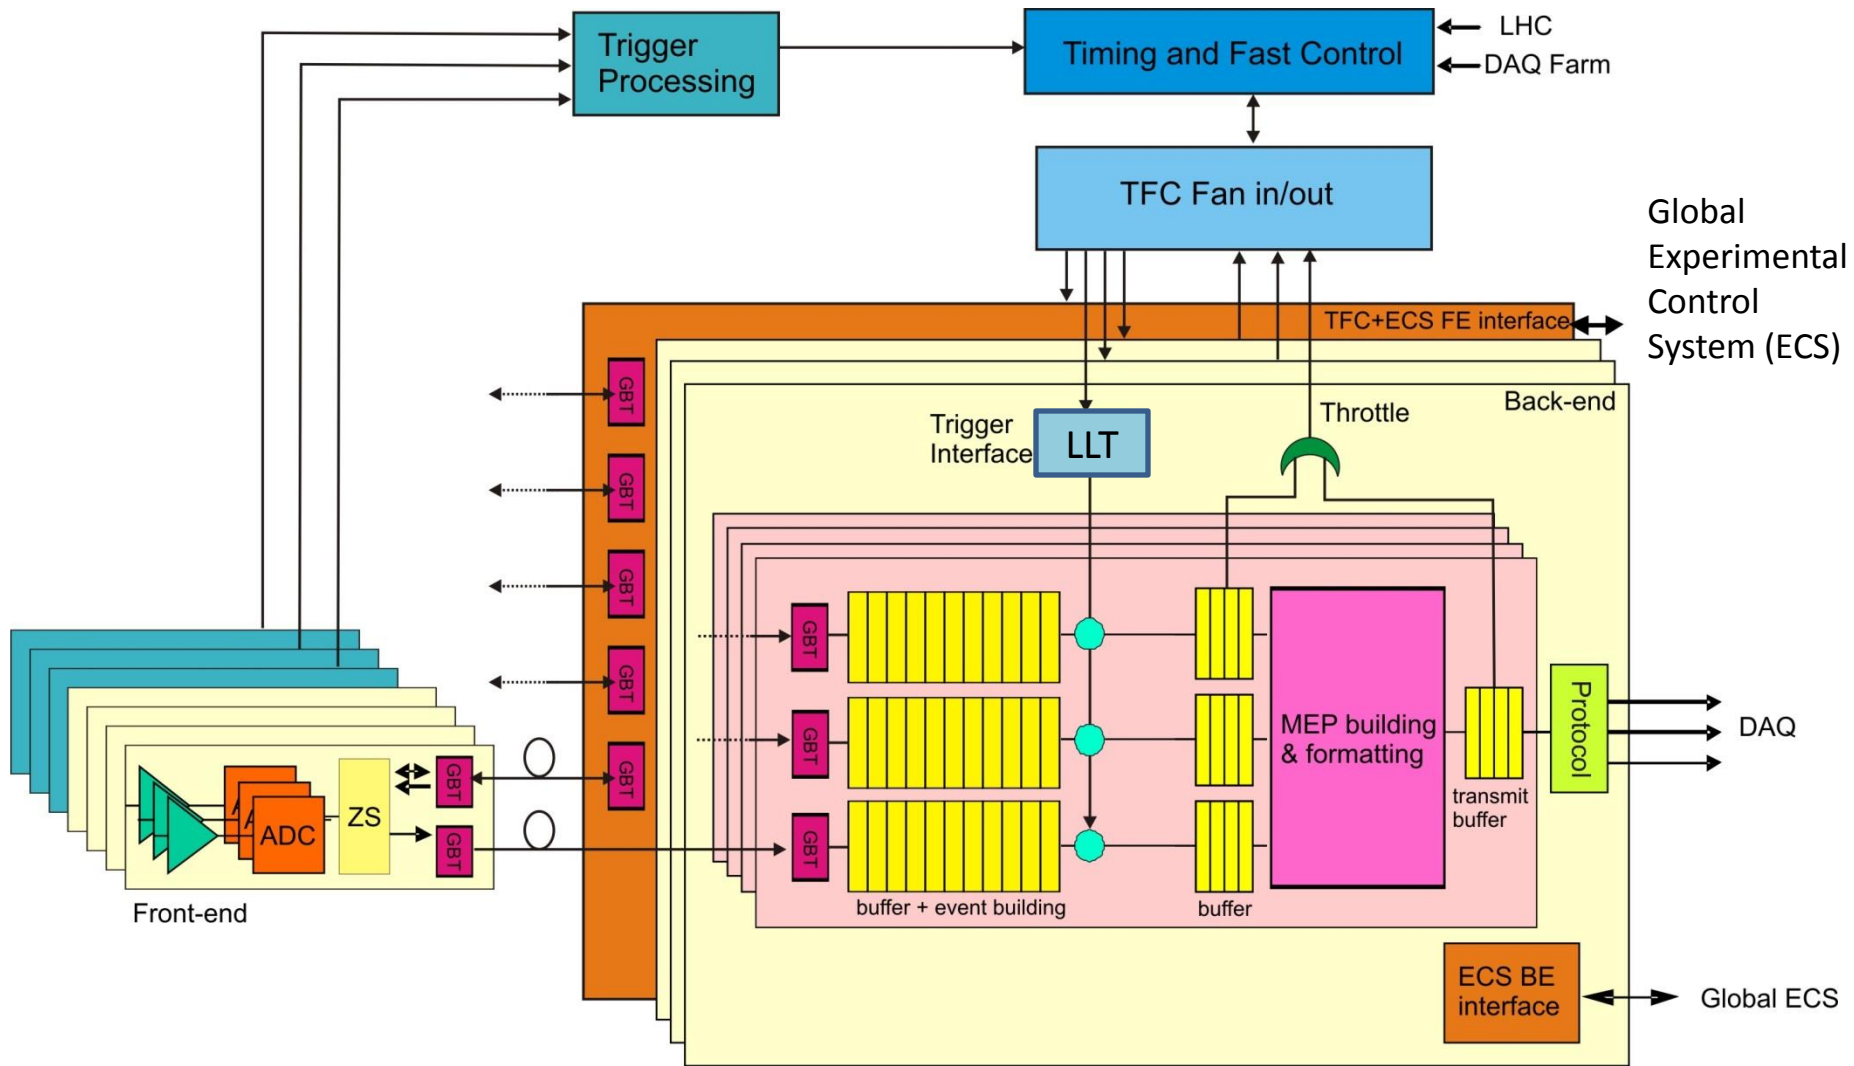 Trigger
Processing
Timing and Fast Control
LHC
DAQ Farm
TFC Fan in/out
Global
Experimental
Control
System (ECS)
TFC+ECS FE interface
Back-end
Throttle
Trigger
Interface
LLT
GBT
GBT
GBT
GBT
GBT
GBT
GBT
GBT
MEP building
& formatting
Protocol
DAQ
transmit
buffer
buffer + event building
buffer
A
A
ADC
ZS
GBT
GBT
Front-end
ECS BE
interface
Global ECS